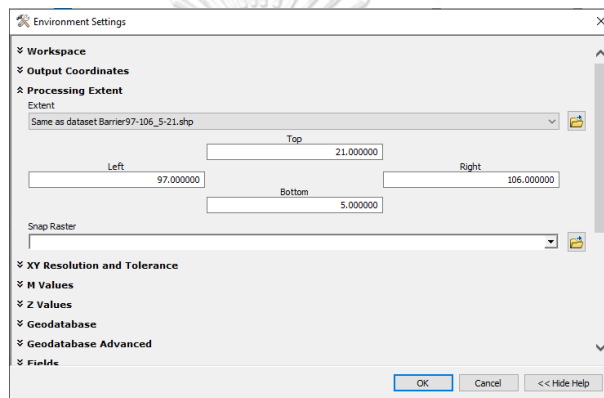 Environment Settings
Workspace
Output Coordinates
Processing Extent
Extent
Same as dataset Barrier97-106_5-21.shp
Top
21.000000
Left
Right
97.000000
106.000000
Bottom
5.000000
Snap Raster
XY Resolution and Tolerance
M Values
Z Values
Geodatabase
Geodatabase Advanced
Fields
OK
Cancel
<< Hide Help